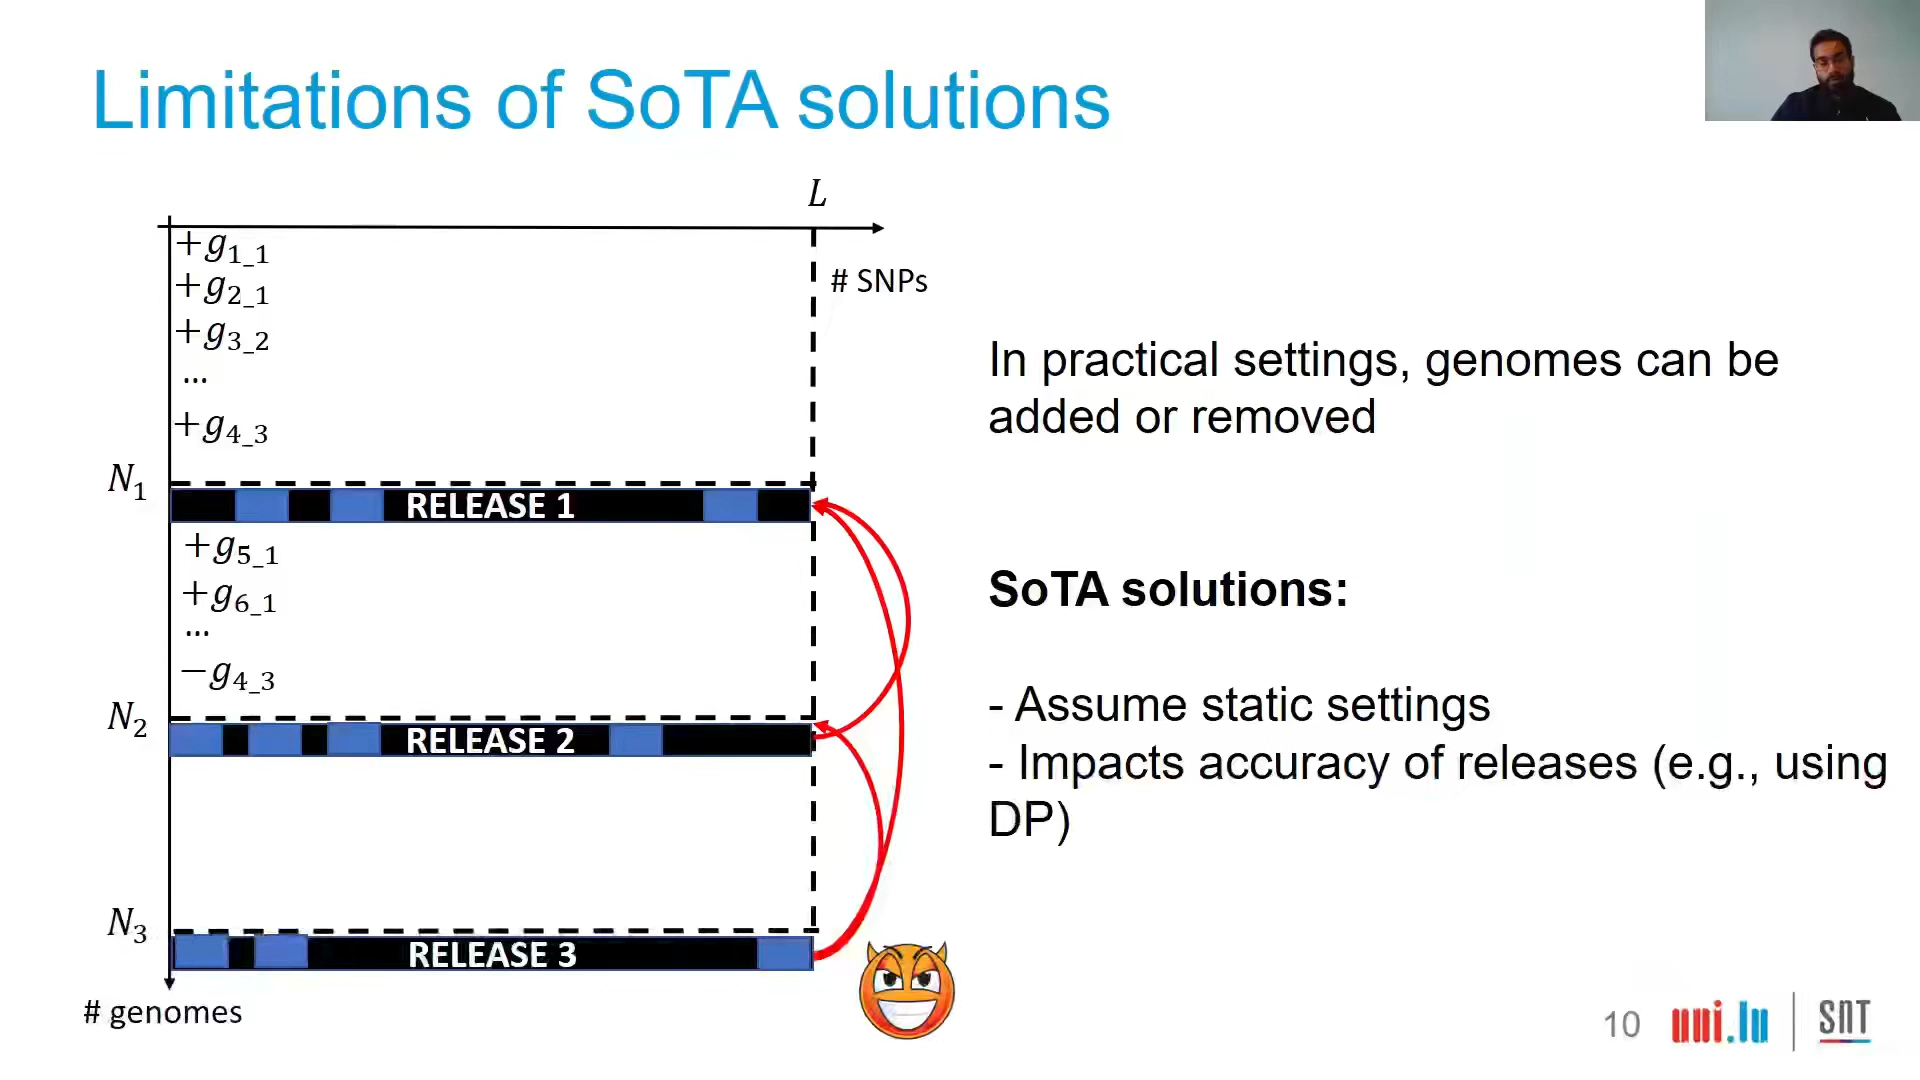 Limitations of SoTA solutions
L
# SNPs
+g1_1
+g2_1
+g3_2
...
+g4_3
N1
RELEASE 1
+g5_1
+g6_1
...
−g4_3
N2
RELEASE 2
N3
RELEASE 3
# genomes
In practical settings, genomes can be
added or removed
SoTA solutions:
- Assume static settings
- Impacts accuracy of releases (e.g., using
DP)
10
uni.lu
SNT